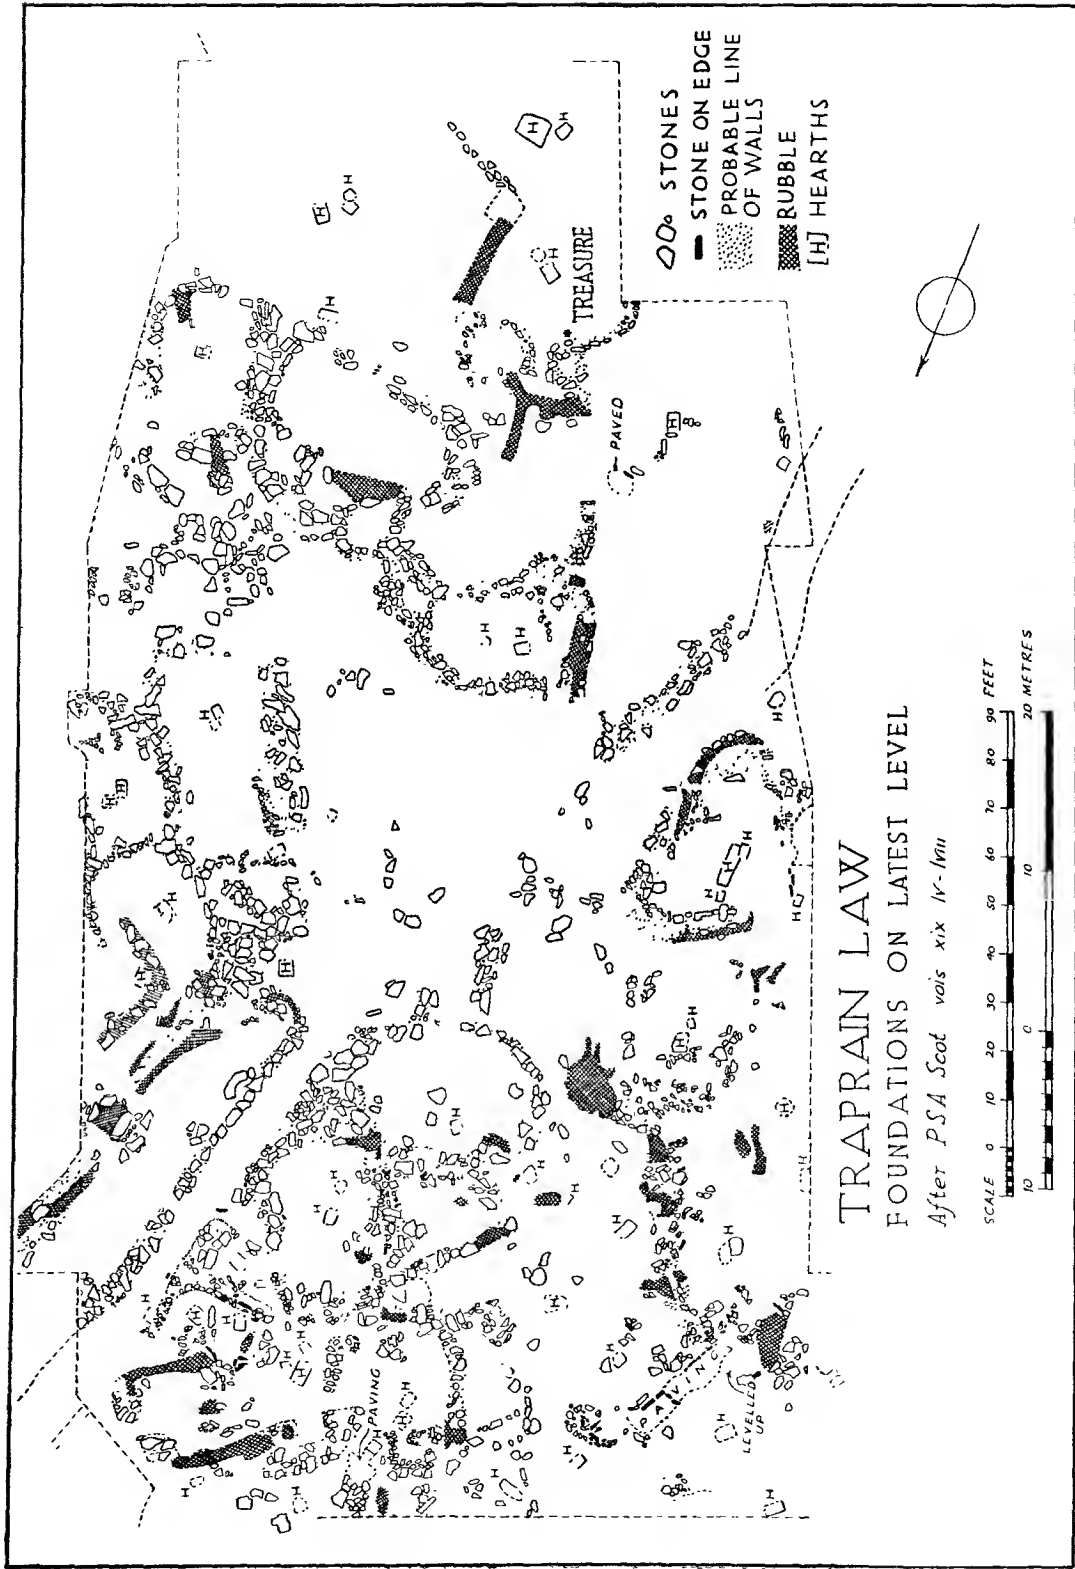 TREASURE
PAVED
STONES
STONE ON EDGE
PROBABLE LINE
OF WALLS
RUBBLE
[H] HEARTHS
PAVING
PAVING
LEVELLED
UP
TRAPRAIN LAW
FOUNDATIONS ON LATEST LEVEL
After PSA Scot vols xix lv-lviii
SCALE 0 10 20 30 40 50 60 70 80 90 FEET
10 0 10 20 METRES